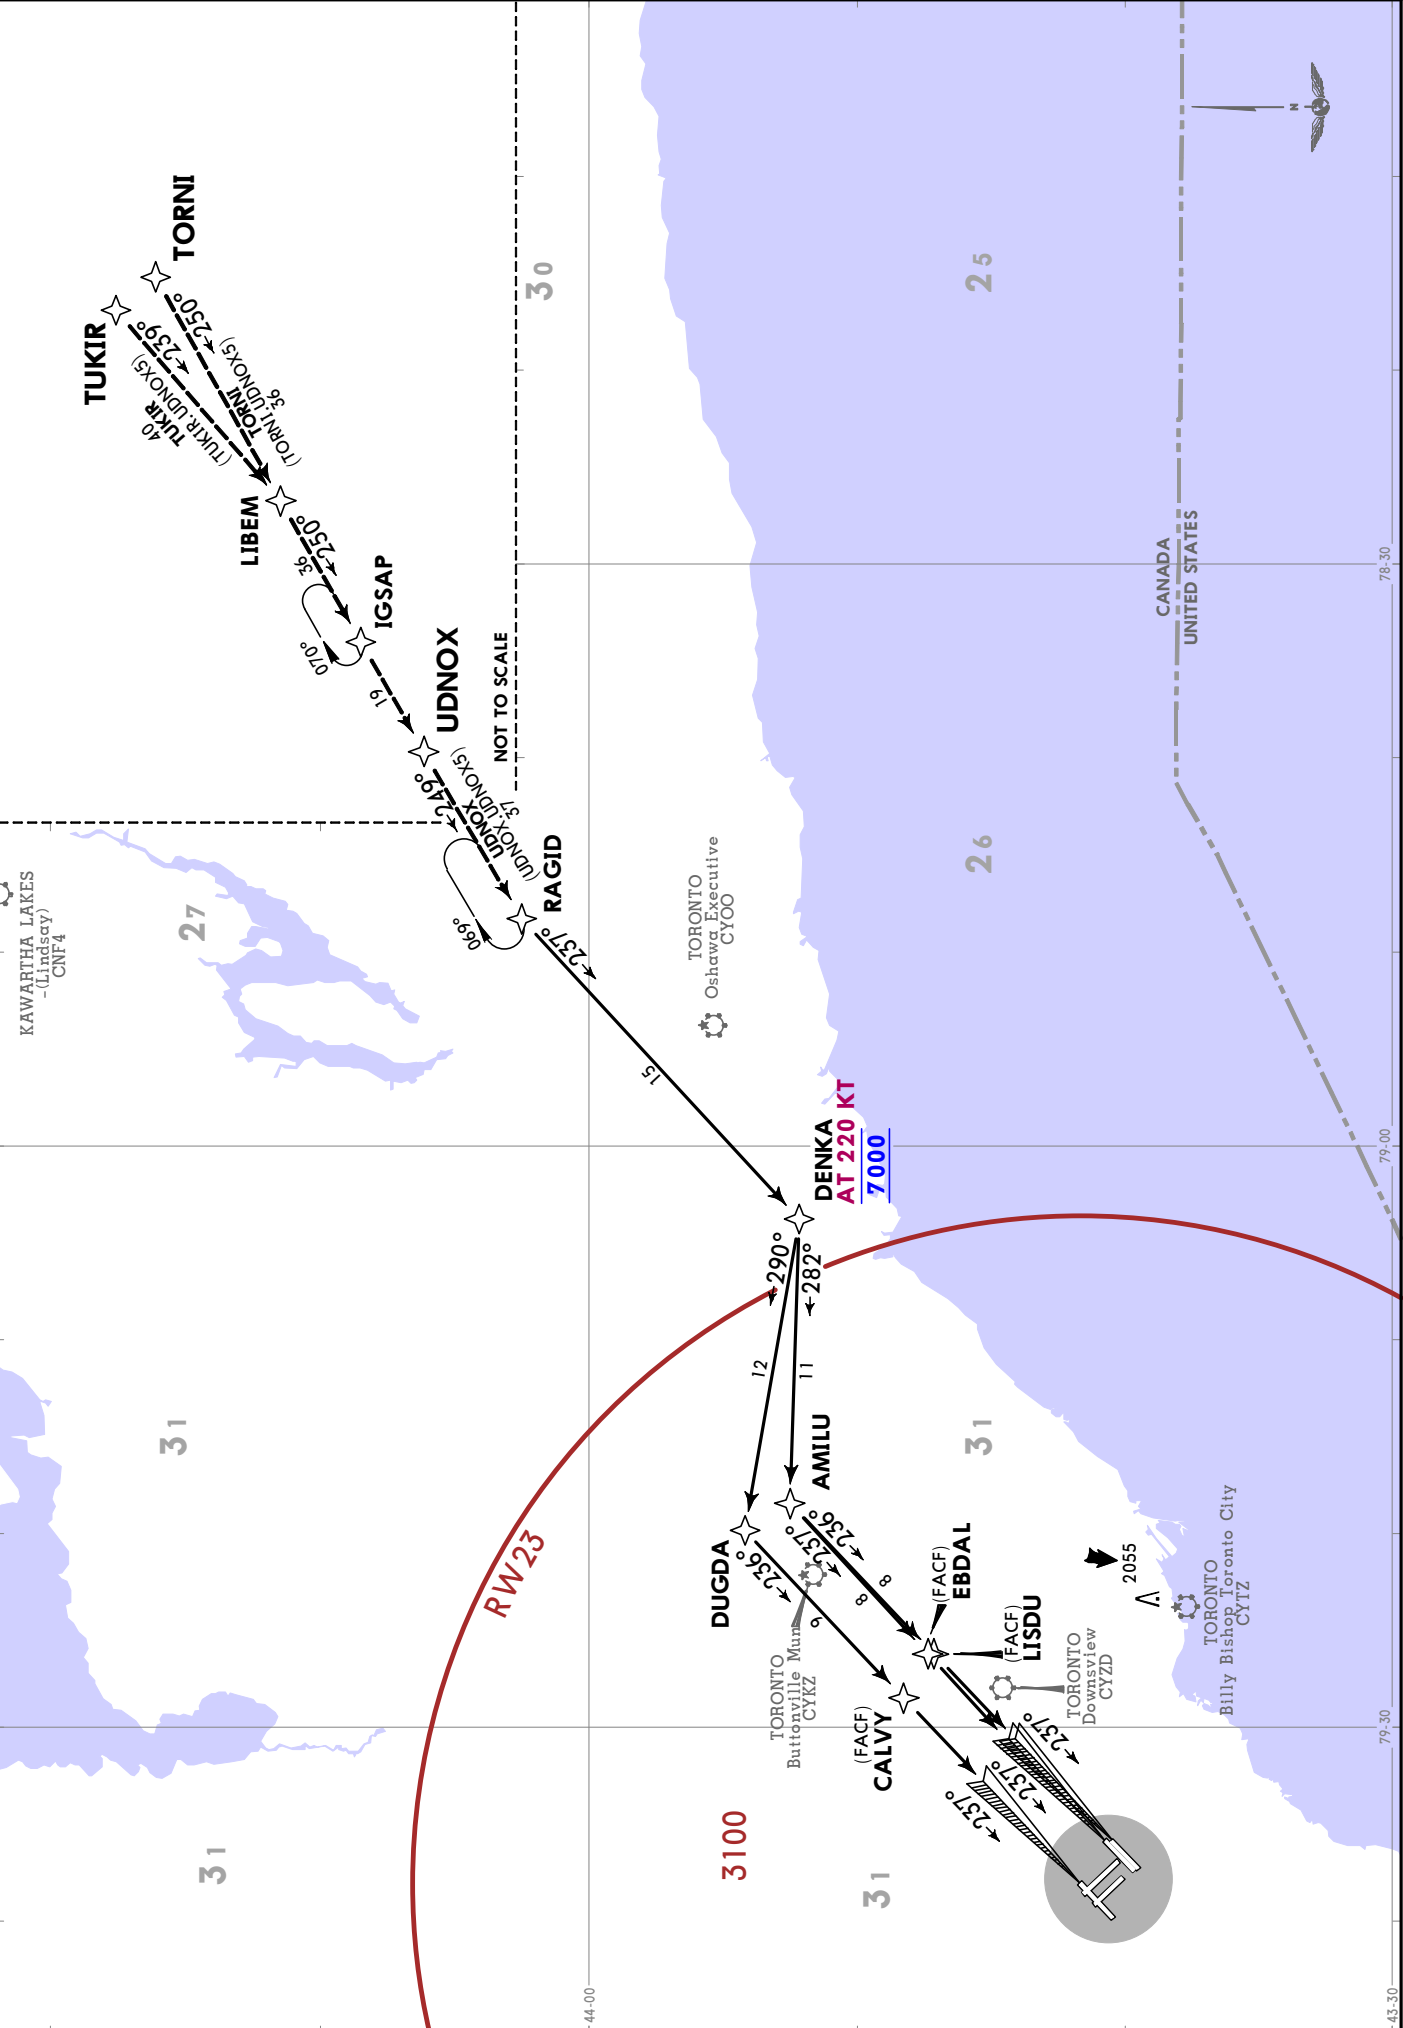 TORNI
TUKIR
250°
239°
(TUKIR.UDNOX5)
TUKIR
40
TORNI
(TORNI.UDNOX5)
36
LIBEM
250°
36
IGSAP
070°
19
UDNOX
NOT TO SCALE
249°
UDNOX
(UDNOX.UDNOX5)
37
RAGID
069°
237°
15
30
25
26
27
KAWARTHA LAKES
-(Lindsay)
CNF4
TORONTO
Oshawa Executive
CYOO
N
CANADA
UNITED STATES
78-30
79-00
79-30
44-00
43-30
DENKA
AT 220 KT
7000
290°
282°
12
11
AMILU
DUGDA
236°
237°
236°
8
8
9
(FACF)
EBDAL
(FACF)
LISDU
(FACF)
CALVY
237°
237°
237°
TORONTO
Buttonville Mun
CYKZ
TORONTO
Downsview
CYZD
TORONTO
Billy Bishop Toronto City
CYTZ
2055
RW23
3100
31
31
31
31